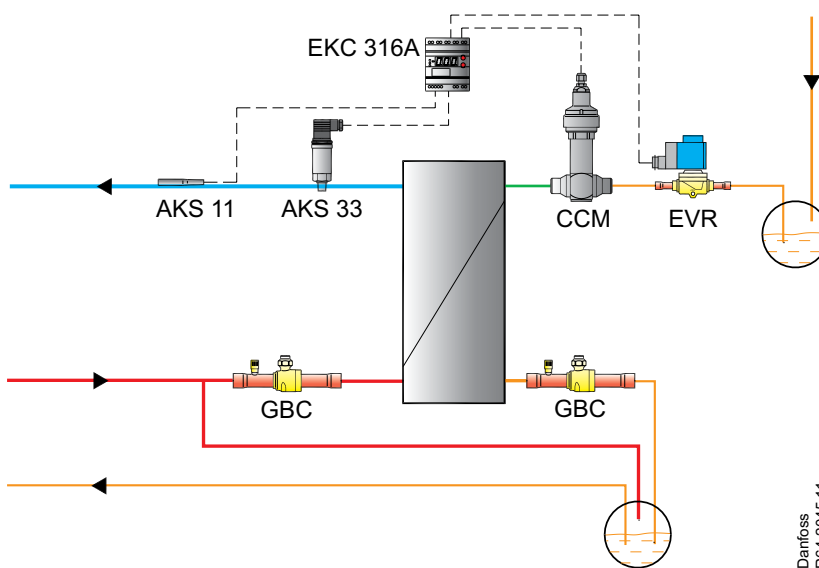 EKC 316A
AKS 11
AKS 33
CCM
EVR
GBC
GBC
Danfoss